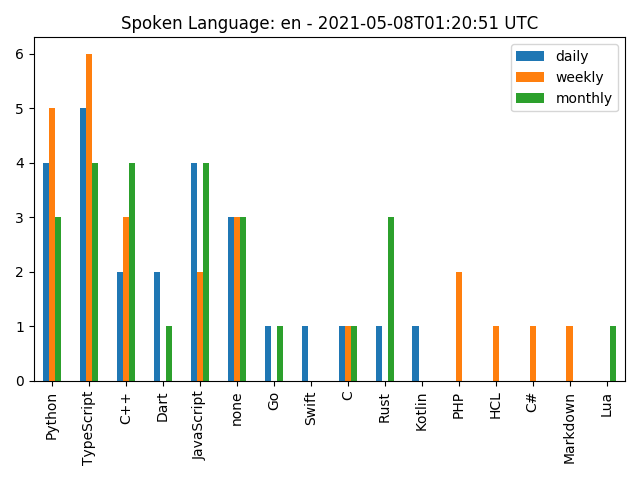 Spoken Language: en - 2021-05-08T01:20:51 UTC
daily
weekly
monthly
6
5
4
3
2
1
0
Python
TypeScript
C++
Dart
JavaScript
none
Go
Swift
C
Rust
Kotlin
PHP
HCL
C#
Markdown
Lua